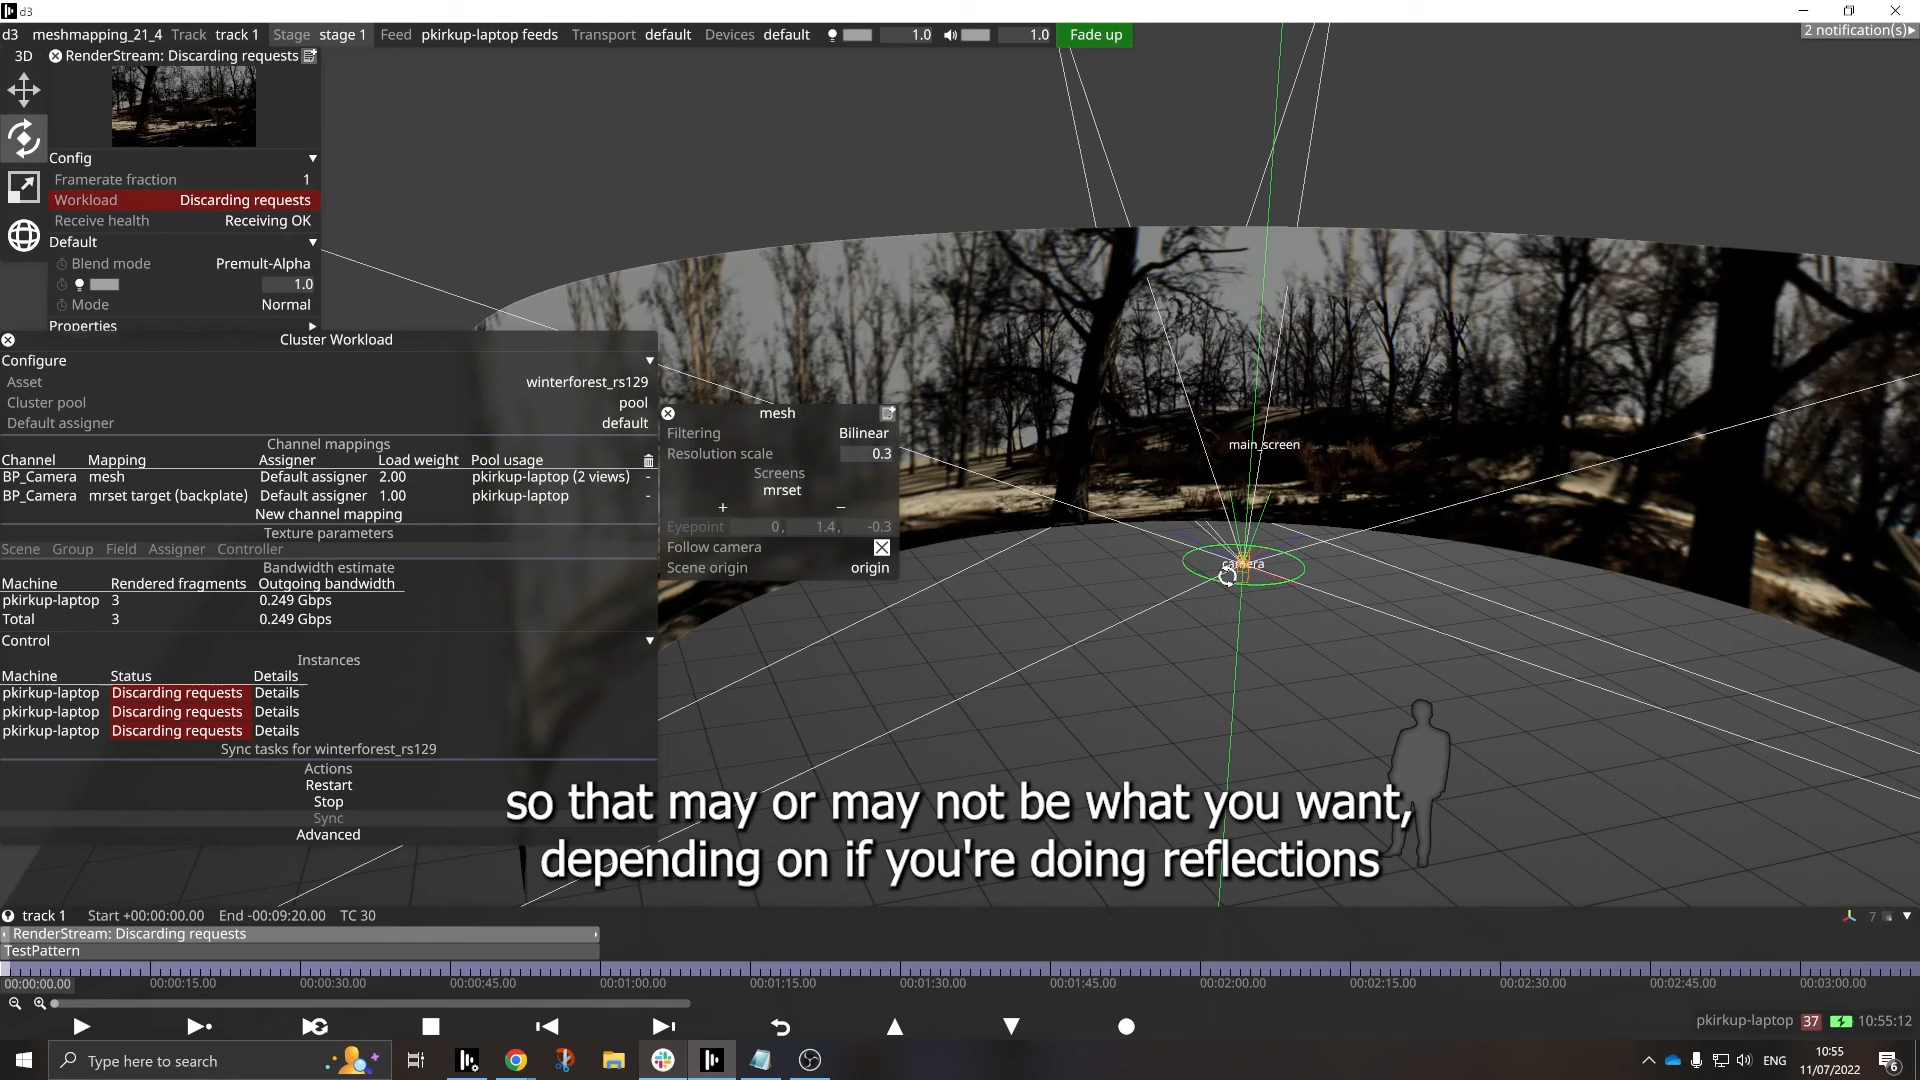 d3
d3 meshmapping_21_4 Track track 1 Stage stage 1 Feed pkirkup-laptop feeds Transport default Devices default 1.0 1.0 Fade up
2 notification(s)
3D
RenderStream: Discarding requests
Config
Framerate fraction 1
Workload Discarding requests
Receive health Receiving OK
Default
Blend mode Premult-Alpha
1.0
Mode Normal
Properties
Cluster Workload
Configure
Asset winterforest_rs129
Cluster pool pool
Default assigner default
Channel mappings
Channel Mapping Assigner Load weight Pool usage
BP_Camera mesh Default assigner 2.00 pkirkup-laptop (2 views) -
BP_Camera mrset target (backplate) Default assigner 1.00 pkirkup-laptop -
New channel mapping
Texture parameters
Scene Group Field Assigner Controller
Bandwidth estimate
Machine Rendered fragments Outgoing bandwidth
pkirkup-laptop 3 0.249 Gbps
Total 3 0.249 Gbps
Control
Instances
Machine Status Details
pkirkup-laptop Discarding requests Details
pkirkup-laptop Discarding requests Details
pkirkup-laptop Discarding requests Details
Sync tasks for winterforest_rs129
Actions
Restart
Stop
Sync
Advanced
mesh
Filtering Bilinear
Resolution scale 0.3
Screens
mrset
+ −
Eyepoint 0, 1.4, -0.3
Follow camera
Scene origin origin
main_screen
camera
so that may or may not be what you want,
depending on if you're doing reflections
track 1 Start +00:00:00.00 End -00:09:20.00 TC 30
7
RenderStream: Discarding requests
TestPattern
00:00:00.00 00:00:15.00 00:00:30.00 00:00:45.00 00:01:00.00 00:01:15.00 00:01:30.00 00:01:45.00 00:02:00.00 00:02:15.00 00:02:30.00 00:02:45.00 00:03:00.00
pkirkup-laptop 37 10:55:12
Type here to search
ENG
10:55
11/07/2022
6